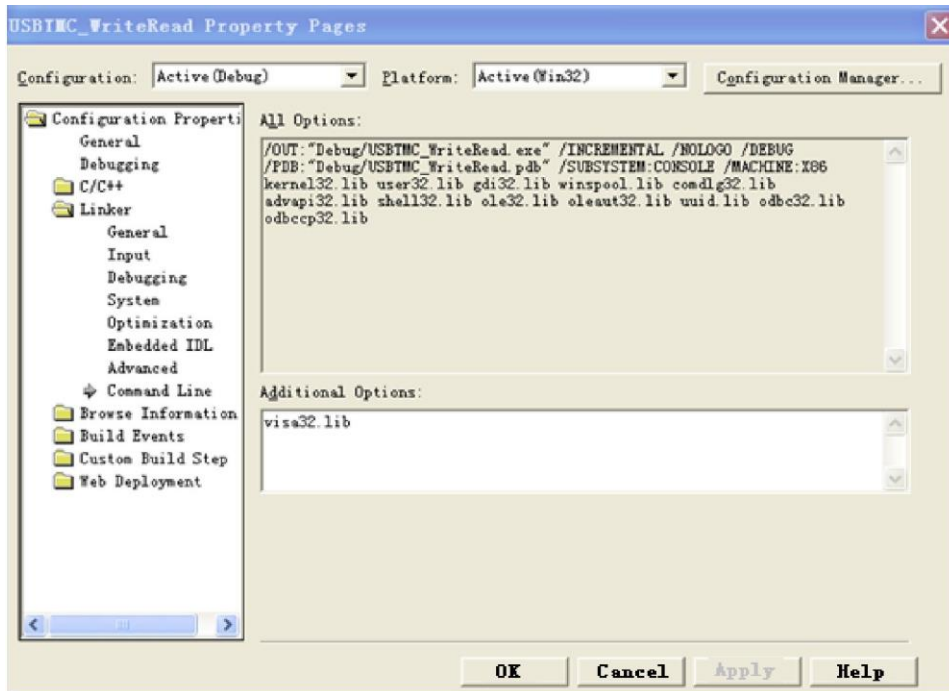 USBTMC_WriteRead Property Pages
Configuration: Active(Debug) Platform: Active(Win32) Configuration Manager...
Configuration Properti
General
Debugging
C/C++
Linker
General
Input
Debugging
System
Optimization
Embedded IDL
Advanced
Command Line
Browse Information
Build Events
Custom Build Step
Web Deployment
All Options:
/OUT:"Debug/USBTMC_WriteRead.exe" /INCREMENTAL /NOLOGO /DEBUG
/PDB:"Debug/USBTMC_WriteRead.pdb" /SUBSYSTEM:CONSOLE /MACHINE:X86
kernel32.lib user32.lib gdi32.lib winspool.lib comdlg32.lib
advapi32.lib shell32.lib ole32.lib oleaut32.lib uuid.lib odbc32.lib
odbccp32.lib
Additional Options:
visa32.lib
OK Cancel Apply Help